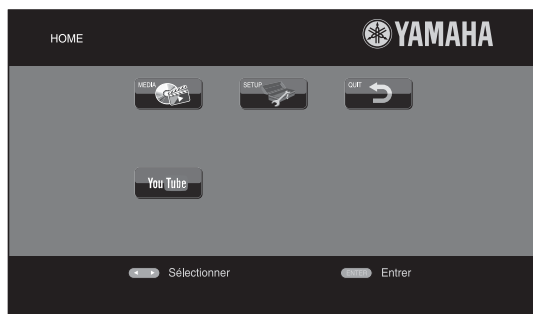 HOME
YAMAHA
MEDIA
SETUP
QUIT
You Tube
Sélectionner
ENTER Entrer